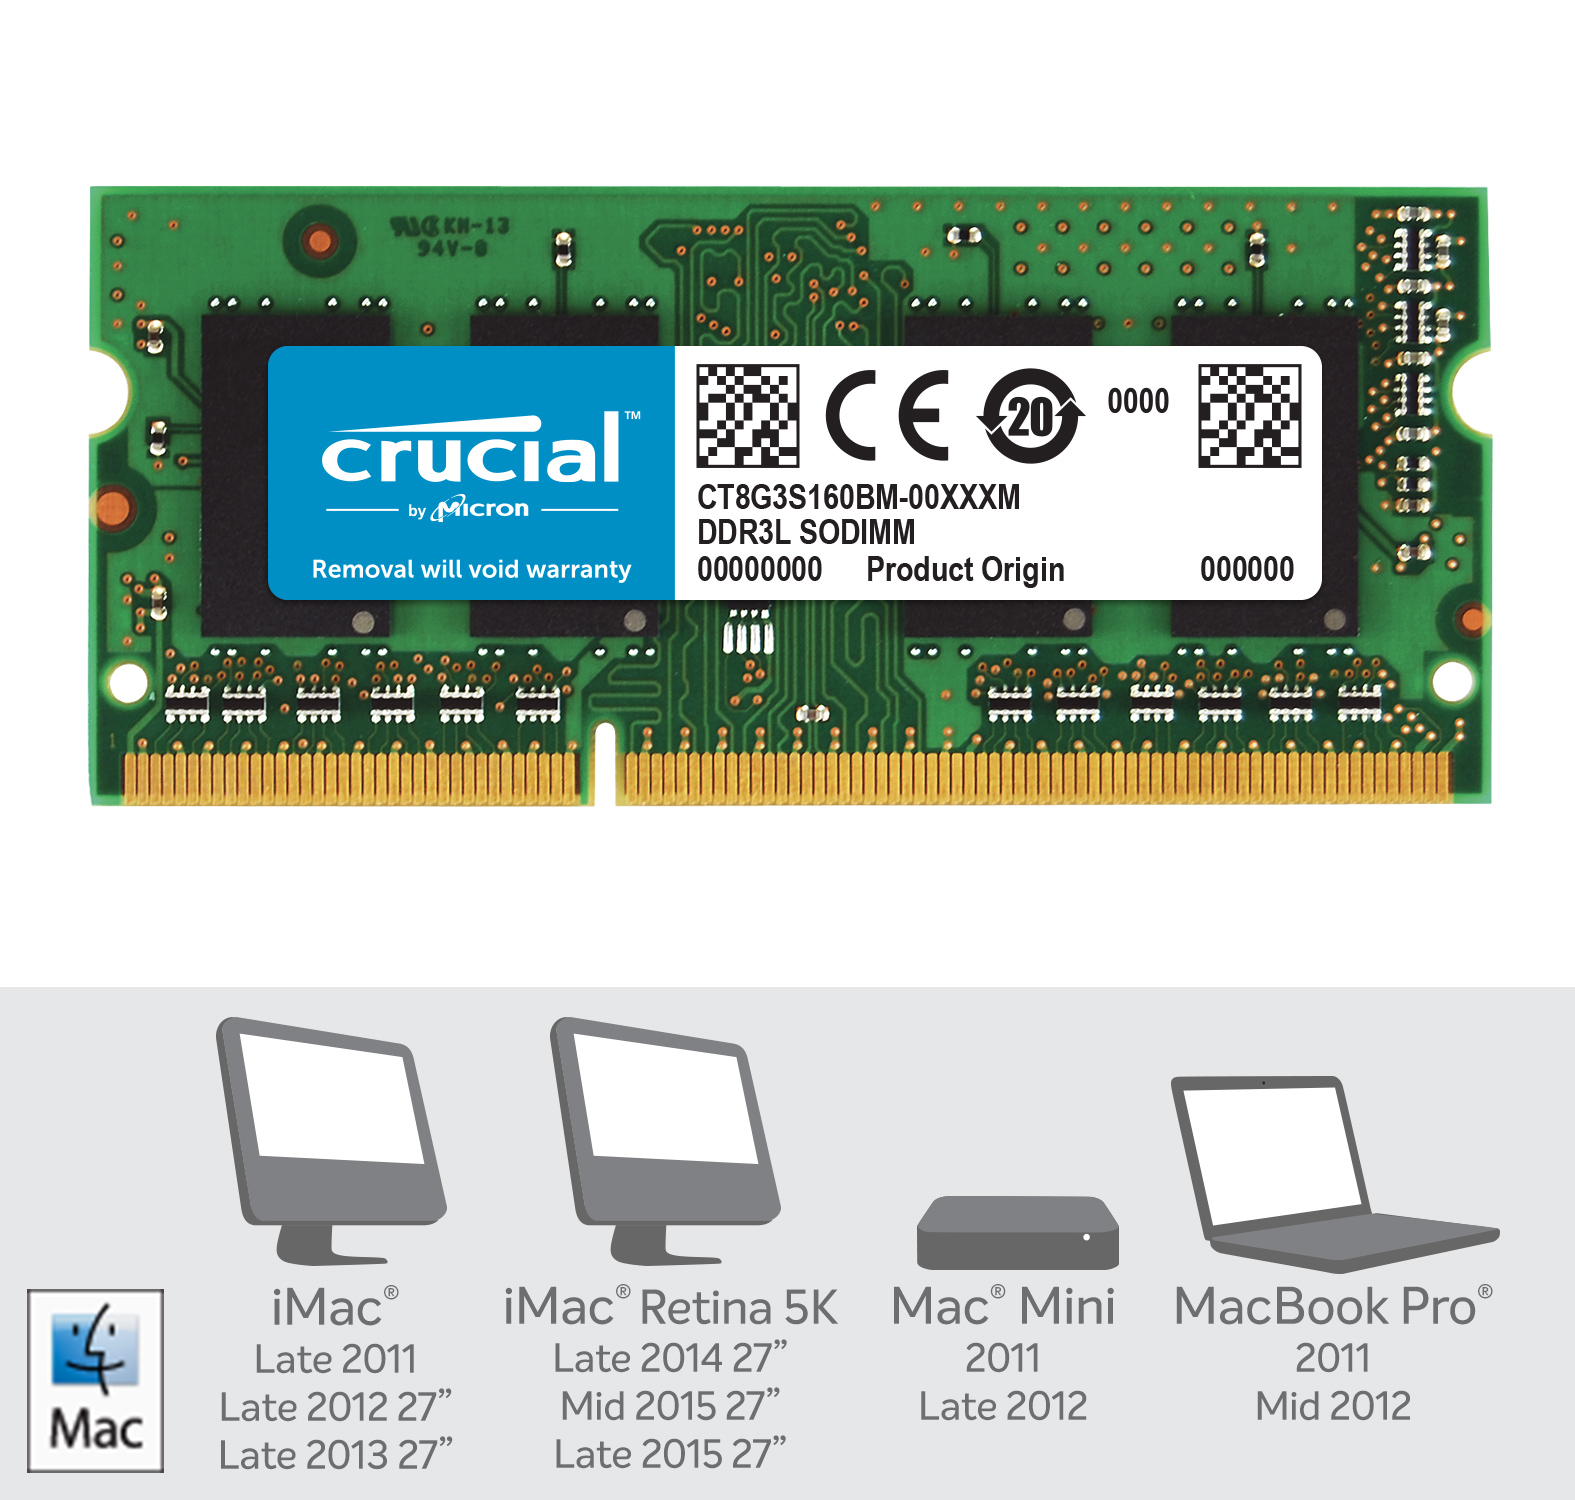 KN-13
94V-0
crucial™
by Micron
Removal will void warranty
20
0000
CT8G3S160BM-00XXXM
DDR3L SODIMM
00000000 Product Origin 000000
1
Mac
iMac®
Late 2011
Late 2012 27”
Late 2013 27”
iMac® Retina 5K
Late 2014 27”
Mid 2015 27”
Late 2015 27”
Mac® Mini
2011
Late 2012
MacBook Pro®
2011
Mid 2012